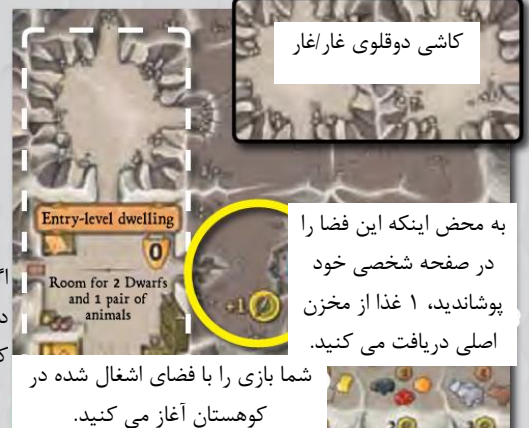 کاشی دوقلوی غار/غار
Entry-level dwelling
0
Room for 2 Dwarfs
and 1 pair of
animals
+1
به محض اینکه این فضا را
در صفحه شخصی خود
پوشاندید، ۱ غذا از مخزن
اصلی دریافت می کنید.
شما بازی را با فضای اشغال شده در
کوهستان آغاز می کنید.